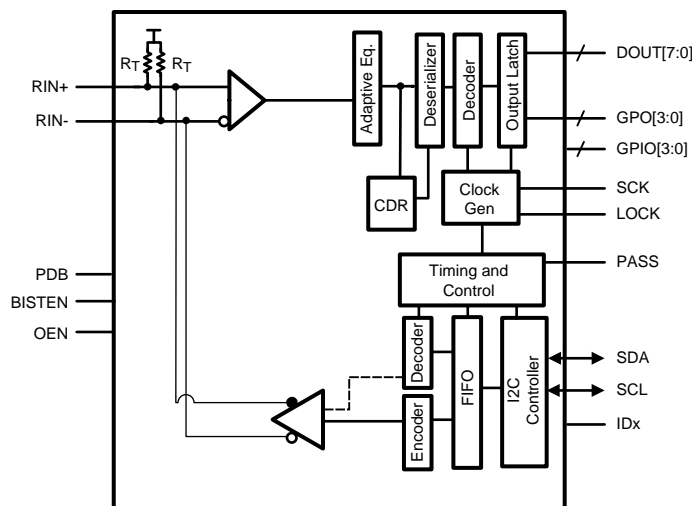 RT
RT
RIN+
RIN-
PDB
BISTEN
OEN
Adaptive Eq.
Deserializer
Decoder
Output Latch
CDR
Clock
Gen
Timing and
Control
Decoder
Encoder
FIFO
I2C
Controller
DOUT[7:0]
GPO[3:0]
GPIO[3:0]
SCK
LOCK
PASS
SDA
SCL
IDx